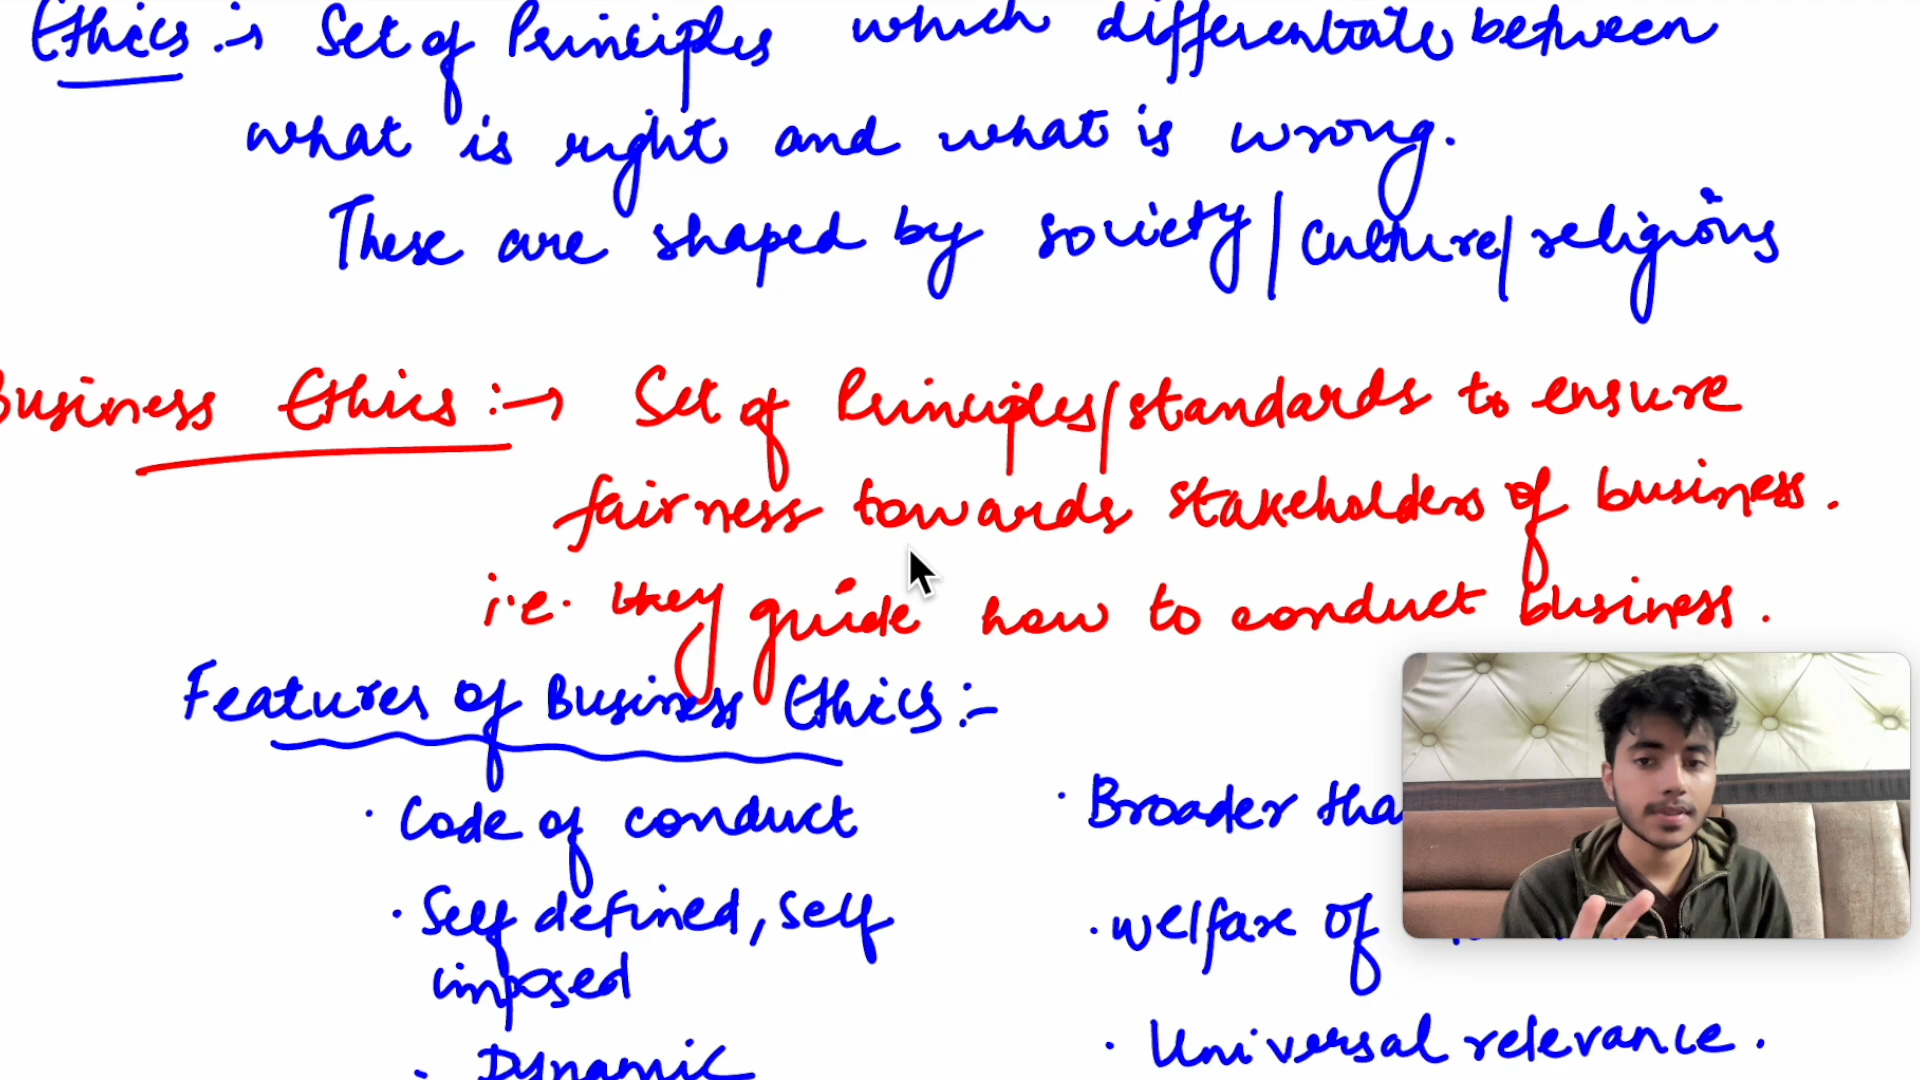 Ethics :→ Set of Principles which differentiate between
what is right and what is wrong.
These are shaped by society/culture/religions
Business Ethics :→ Set of Principles/standards to ensure
fairness towards stakeholders of business.
i.e. they guide how to conduct business.
Features of Business Ethics :-
· Code of conduct
· Self defined, self
imposed
· Dynamic
· Broader
· welfare of
· Universal relevance.